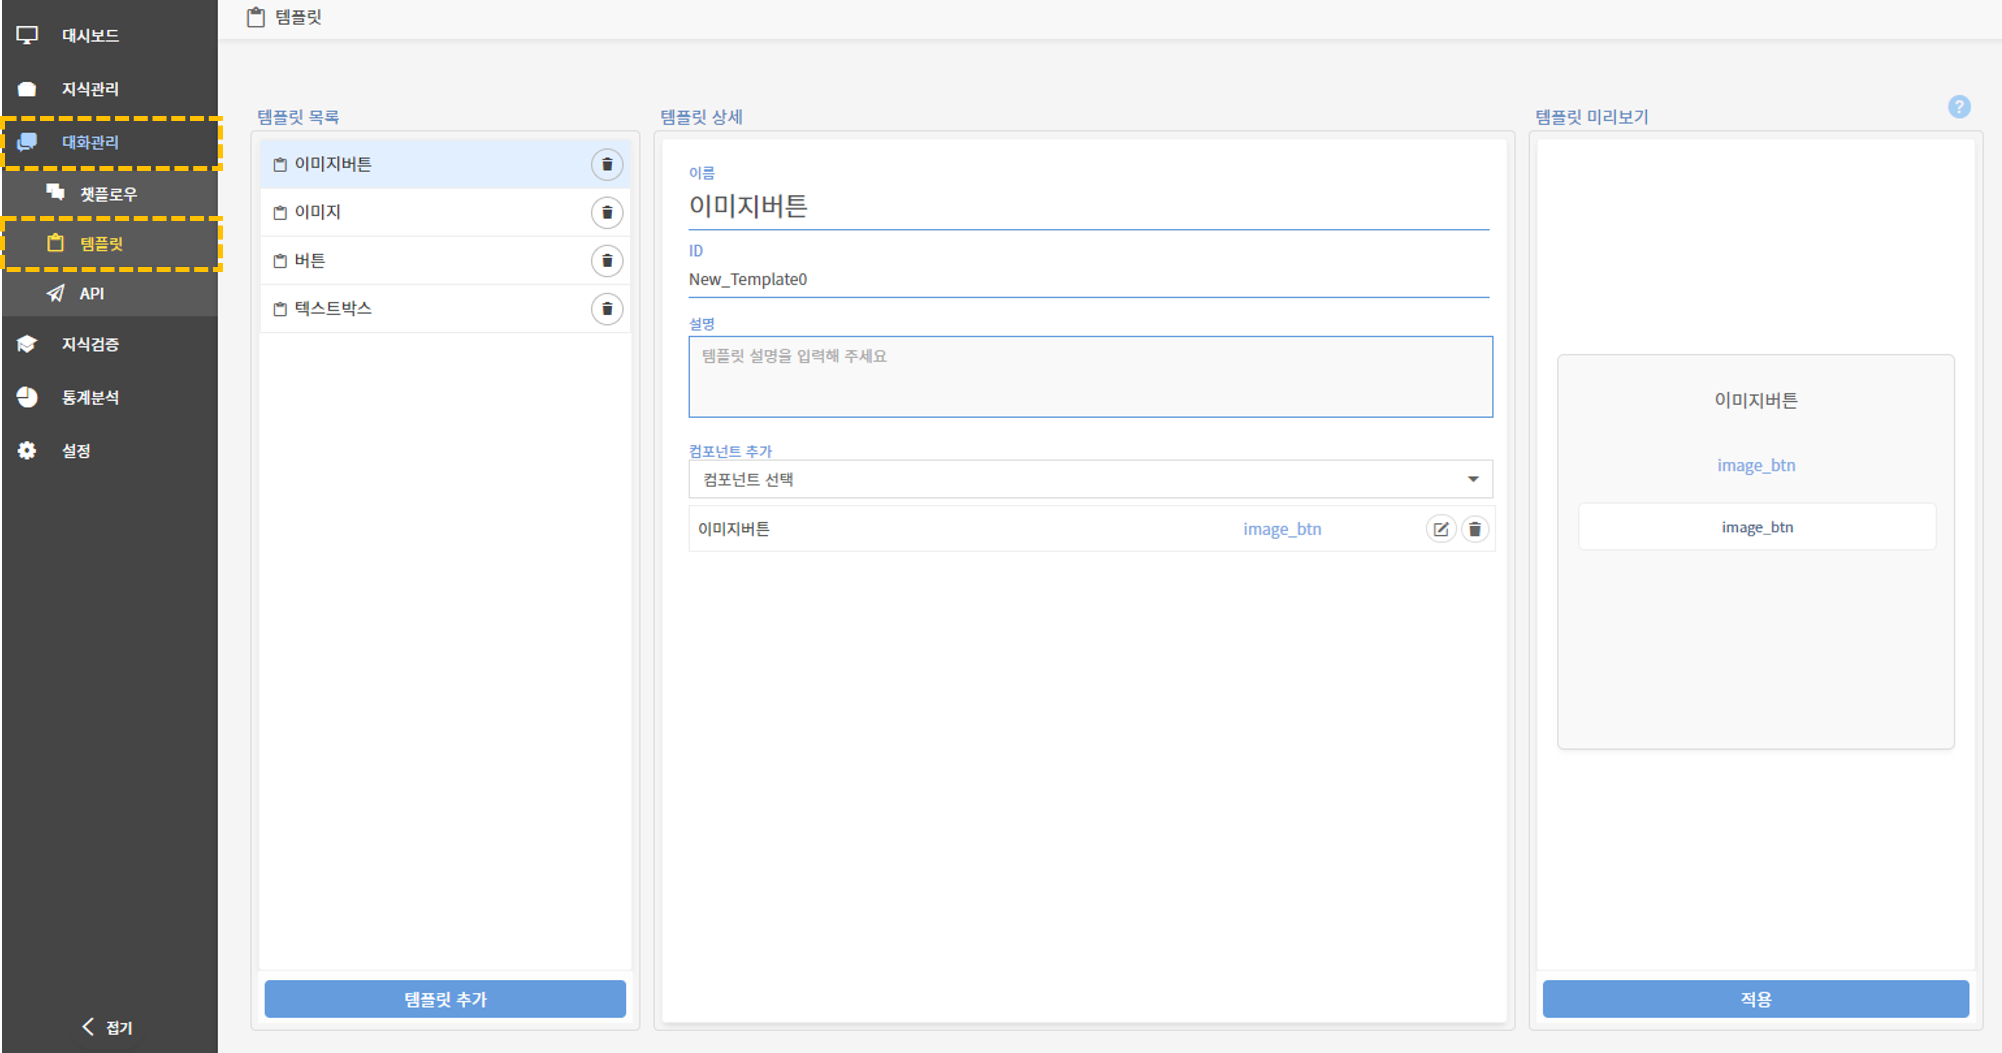 템플릿
대시보드
지식관리
대화관리
챗플로우
템플릿
API
지식검증
통계분석
설정
접기
템플릿 목록
이미지버튼
이미지
버튼
텍스트박스
템플릿 추가
템플릿 상세
이름
이미지버튼
ID
New_Template0
설명
템플릿 설명을 입력해 주세요
컴포넌트 추가
컴포넌트 선택
이미지버튼 image_btn
템플릿 미리보기
?
이미지버튼
image_btn
image_btn
적용